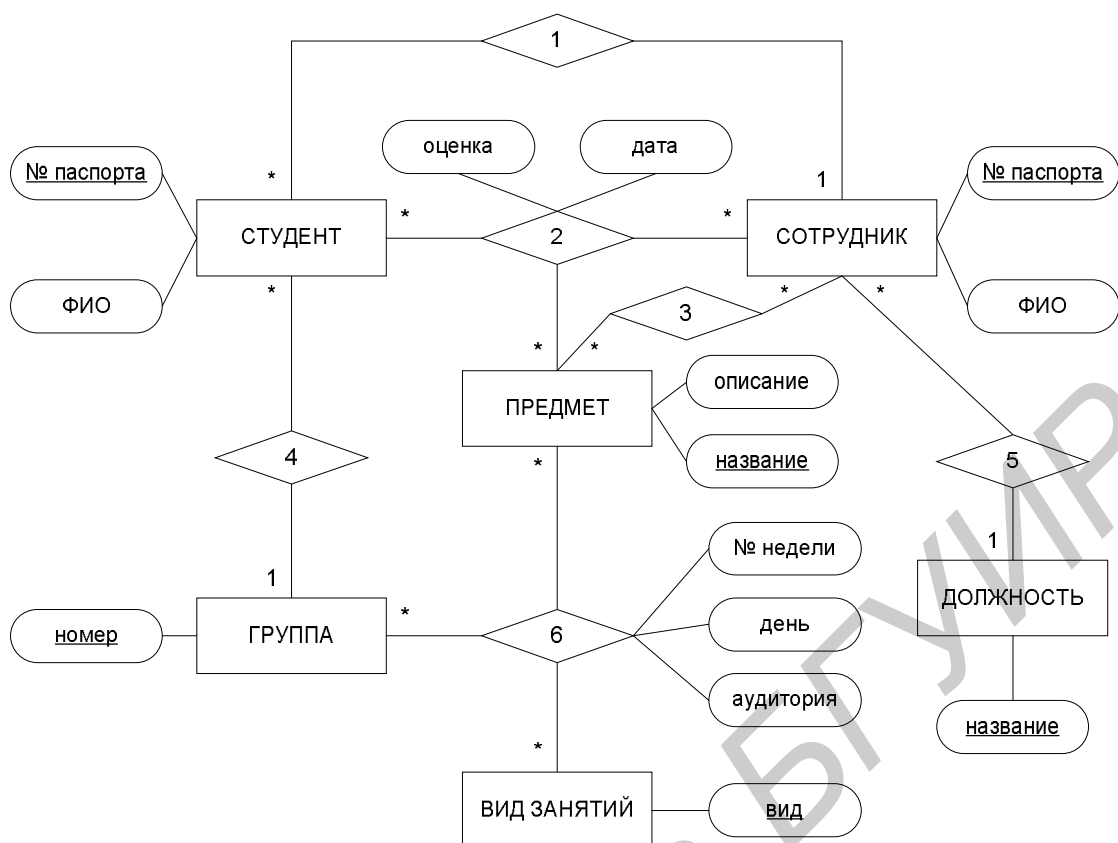 1
оценка
дата
№ паспорта
№ паспорта
*
1
*
*
СТУДЕНТ
2
СОТРУДНИК
*
*
*
ФИО
3
ФИО
*
*
описание
ПРЕДМЕТ
4
*
название
5
№ недели
1
1
*
ДОЛЖНОСТЬ
номер
ГРУППА
6
день
аудитория
название
*
ВИД ЗАНЯТИЙ
вид
БГУИР